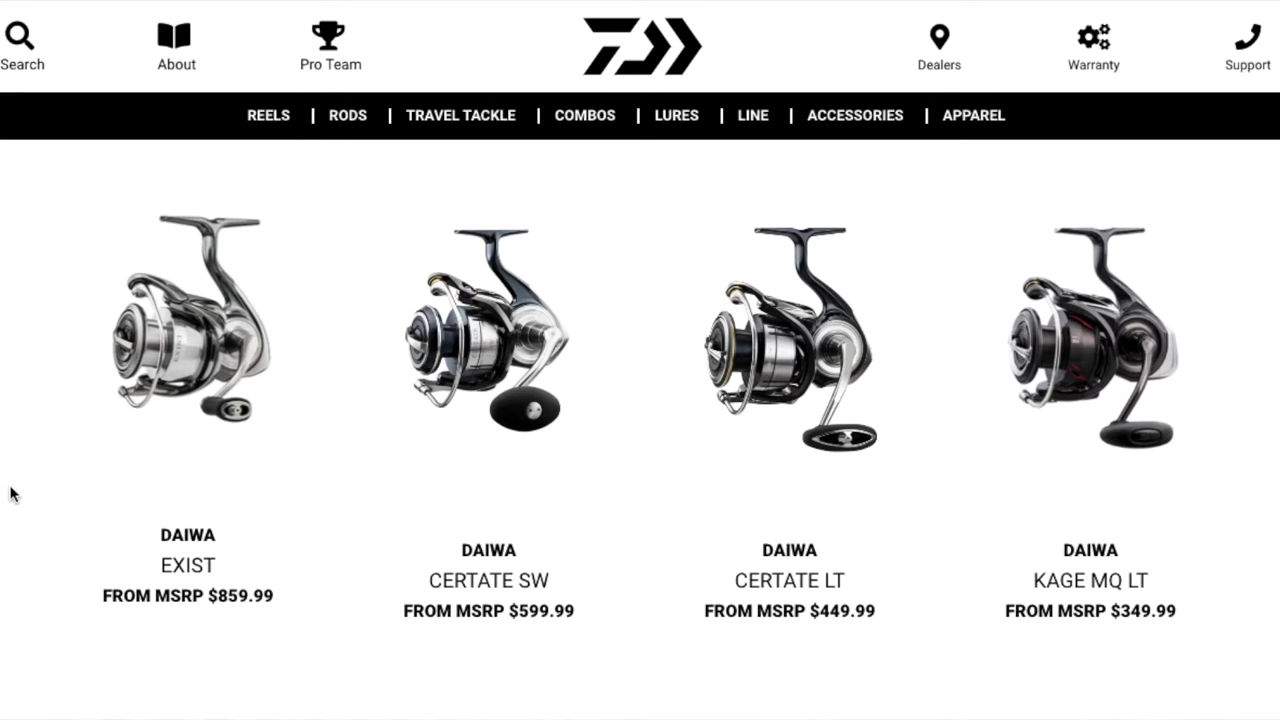 Search
About
Pro Team
Dealers
Warranty
Support
REELS | RODS | TRAVEL TACKLE | COMBOS | LURES | LINE | ACCESSORIES | APPAREL
DAIWA
EXIST
FROM MSRP $859.99
DAIWA
CERTATE SW
FROM MSRP $599.99
DAIWA
CERTATE LT
FROM MSRP $449.99
DAIWA
KAGE MQ LT
FROM MSRP $349.99